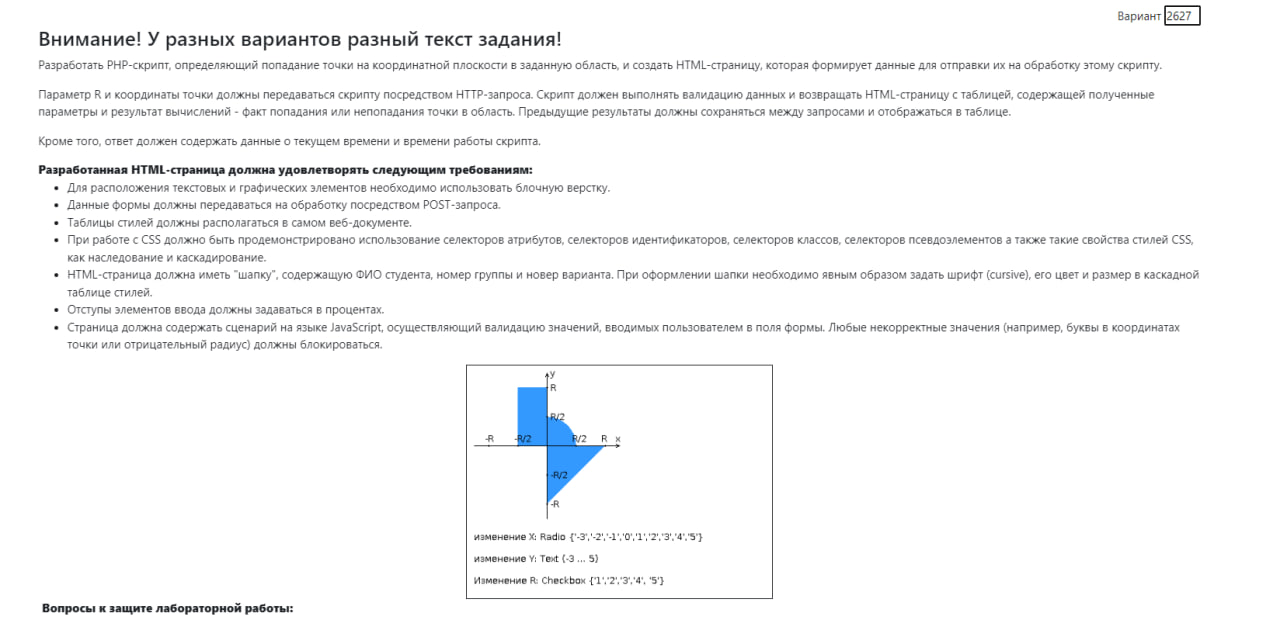 Вариант 2627
Внимание! У разных вариантов разный текст задания!
Разработать PHP-скрипт, определяющий попадание точки на координатной плоскости в заданную область, и создать HTML-страницу, которая формирует данные для отправки их на обработку этому скрипту.
Параметр R и координаты точки должны передаваться скрипту посредством HTTP-запроса. Скрипт должен выполнять валидацию данных и возвращать HTML-страницу с таблицей, содержащей полученные
параметры и результат вычислений - факт попадания или непопадания точки в область. Предыдущие результаты должны сохраняться между запросами и отображаться в таблице.
Кроме того, ответ должен содержать данные о текущем времени и времени работы скрипта.
Разработанная HTML-страница должна удовлетворять следующим требованиям:
• Для расположения текстовых и графических элементов необходимо использовать блочную верстку.
• Данные формы должны передаваться на обработку посредством POST-запроса.
• Таблицы стилей должны располагаться в самом веб-документе.
• При работе с CSS должно быть продемонстрировано использование селекторов атрибутов, селекторов идентификаторов, селекторов классов, селекторов псевдоэлементов а также такие свойства стилей CSS,
как наследование и каскадирование.
• HTML-страница должна иметь "шапку", содержащую ФИО студента, номер группы и новер варианта. При оформлении шапки необходимо явным образом задать шрифт (cursive), его цвет и размер в каскадной
таблице стилей.
• Отступы элементов ввода должны задаваться в процентах.
• Страница должна содержать сценарий на языке JavaScript, осуществляющий валидацию значений, вводимых пользователем в поля формы. Любые некорректные значения (например, буквы в координатах
точки или отрицательный радиус) должны блокироваться.
y
R
R/2
-R -R/2 R/2 R x
-R/2
-R
изменение X: Radio {'-3','-2','-1','0','1','2','3','4','5'}
изменение Y: Text (-3 ... 5)
Изменение R: Checkbox {'1','2','3','4', '5'}
Вопросы к защите лабораторной работы: